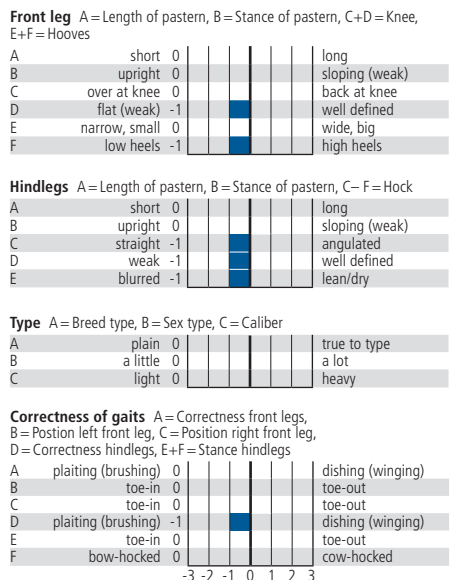 Front leg A = Length of pastern, B = Stance of pastern, C+D = Knee,
E+F = Hooves
A short 0 long
B upright 0 sloping (weak)
C over at knee 0 back at knee
D flat (weak) -1 well defined
E narrow, small 0 wide, big
F low heels -1 high heels
Hindlegs A = Length of pastern, B = Stance of pastern, C– F = Hock
A short 0 long
B upright 0 sloping (weak)
C straight -1 angulated
D weak -1 well defined
E blurred -1 lean/dry
Type A = Breed type, B = Sex type, C = Caliber
A plain 0 true to type
B a little 0 a lot
C light 0 heavy
Correctness of gaits A = Correctness front legs,
B = Postion left front leg, C = Position right front leg,
D = Correctness hindlegs, E+F = Stance hindlegs
A plaiting (brushing) 0 dishing (winging)
B toe-in 0 toe-out
C toe-in 0 toe-out
D plaiting (brushing) -1 dishing (winging)
E toe-in 0 toe-out
F bow-hocked 0 cow-hocked
-3 -2 -1 0 1 2 3